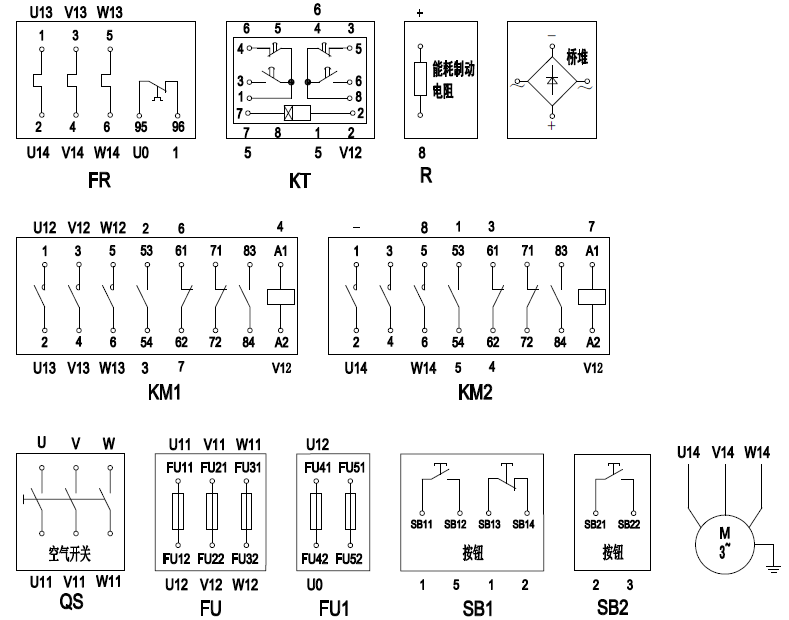 U13 V13 W13
1 3 5
2 4 6 95 96
U14 V14 W14 U0 1
FR
6
6 5 4 3
4 5
3 6
1 8
7 2
7 8 1 2
5 5 V12
KT
+
能耗制动
电阻
8
R
−
桥堆
~ ~
+
U12 V12 W12 2 6 4
1 3 5 53 61 71 83 A1
2 4 6 54 62 72 84 A2
U13 V13 W13 3 7 V12
KM1
− 8 1 3 7
1 3 5 53 61 71 83 A1
2 4 6 54 62 72 84 A2
U14 W14 5 4 V12
KM2
U V W
空气开关
U11 V11 W11
QS
U11 V11 W11
FU11 FU21 FU31
FU12 FU22 FU32
U12 V12 W12
FU
U12
FU41 FU51
FU42 FU52
U0
FU1
SB11 SB12 SB13 SB14
按钮
1 5 1 2
SB1
SB21 SB22
按钮
2 3
SB2
U14 V14 W14
M
3~